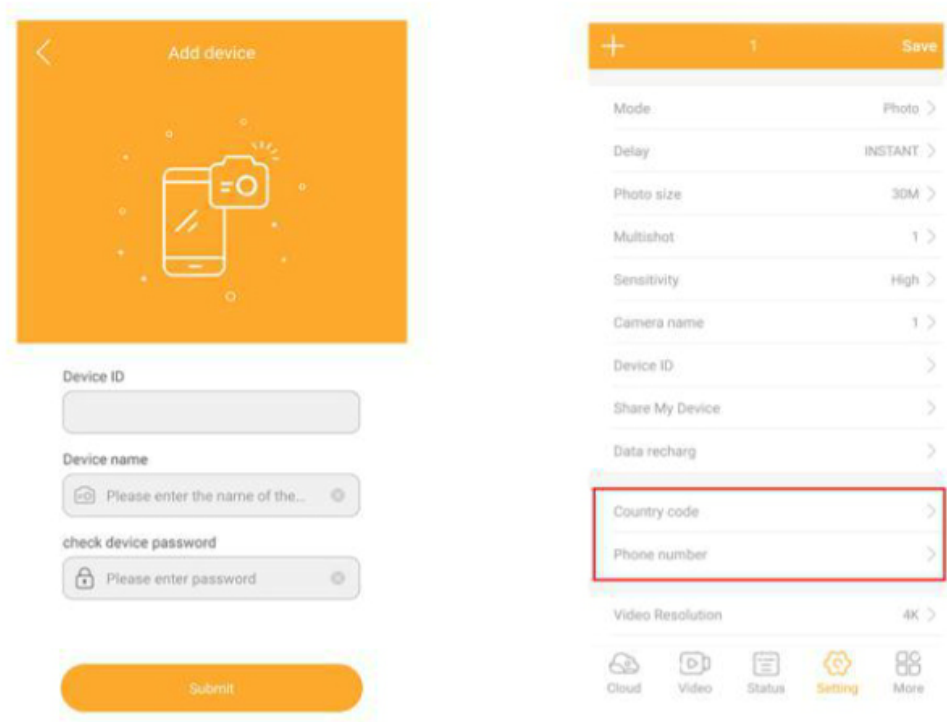 Add device
Device ID
Device name
Please enter the name of the...
check device password
Please enter password
Submit
1 Save
Mode Photo
Delay INSTANT
Photo size 30M
Multishot 1
Sensitivity High
Camera name 1
Device ID
Share My Device
Data recharg
Country code
Phone number
Video Resolution 4K
Cloud Video Status Setting More